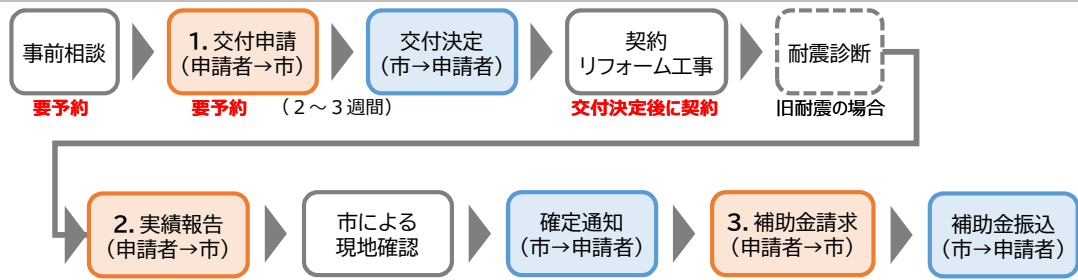 事前相談
要予約
1. 交付申請
（申請者→市）
要予約
（２～３週間）
交付決定
（市→申請者）
契約
リフォーム工事
交付決定後に契約
耐震診断
旧耐震の場合
2. 実績報告
（申請者→市）
市による
現地確認
確定通知
（市→申請者）
3. 補助金請求
（申請者→市）
補助金振込
（市→申請者）